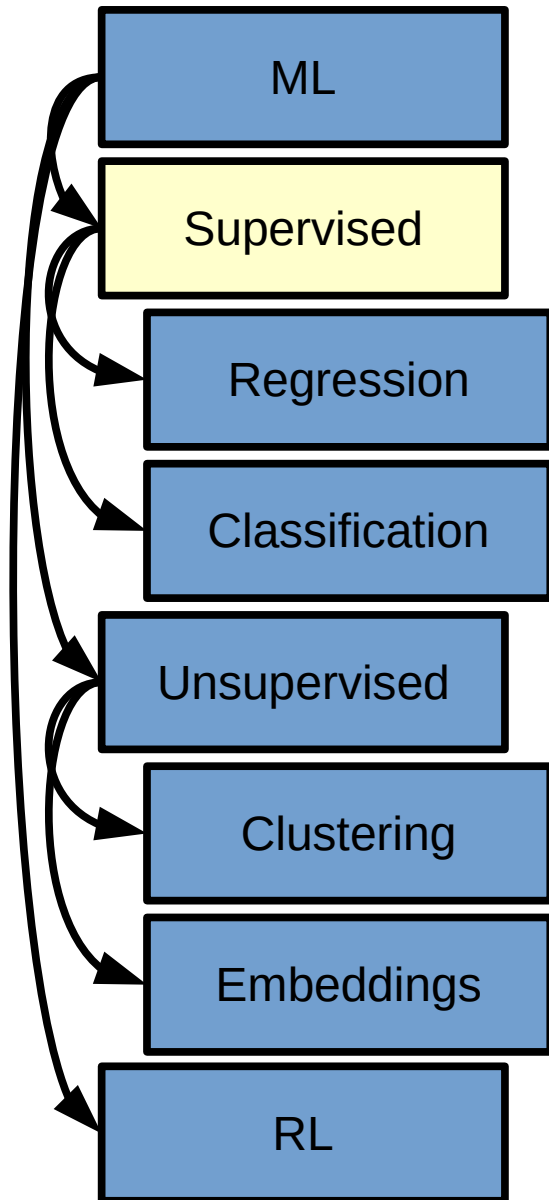 ML
Supervised
Regression
Classification
Unsupervised
Clustering
Embeddings
RL